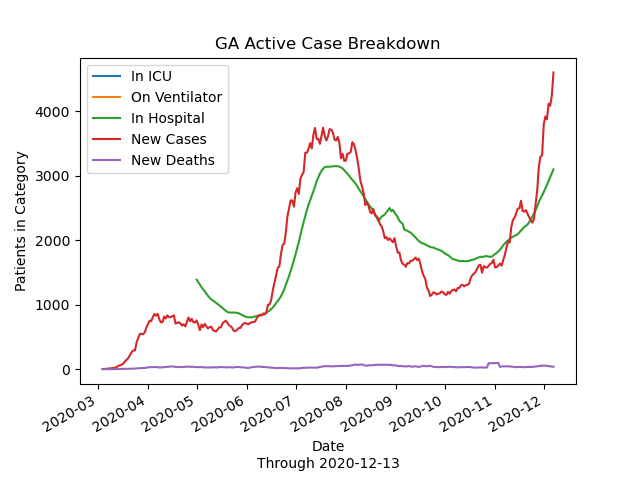 GA Active Case Breakdown
In ICU
On Ventilator
In Hospital
New Cases
New Deaths
Patients in Category
4000
3000
2000
1000
0
2020-03
2020-04
2020-05
2020-06
2020-07
2020-08
2020-09
2020-10
2020-11
2020-12
Date
Through 2020-12-13